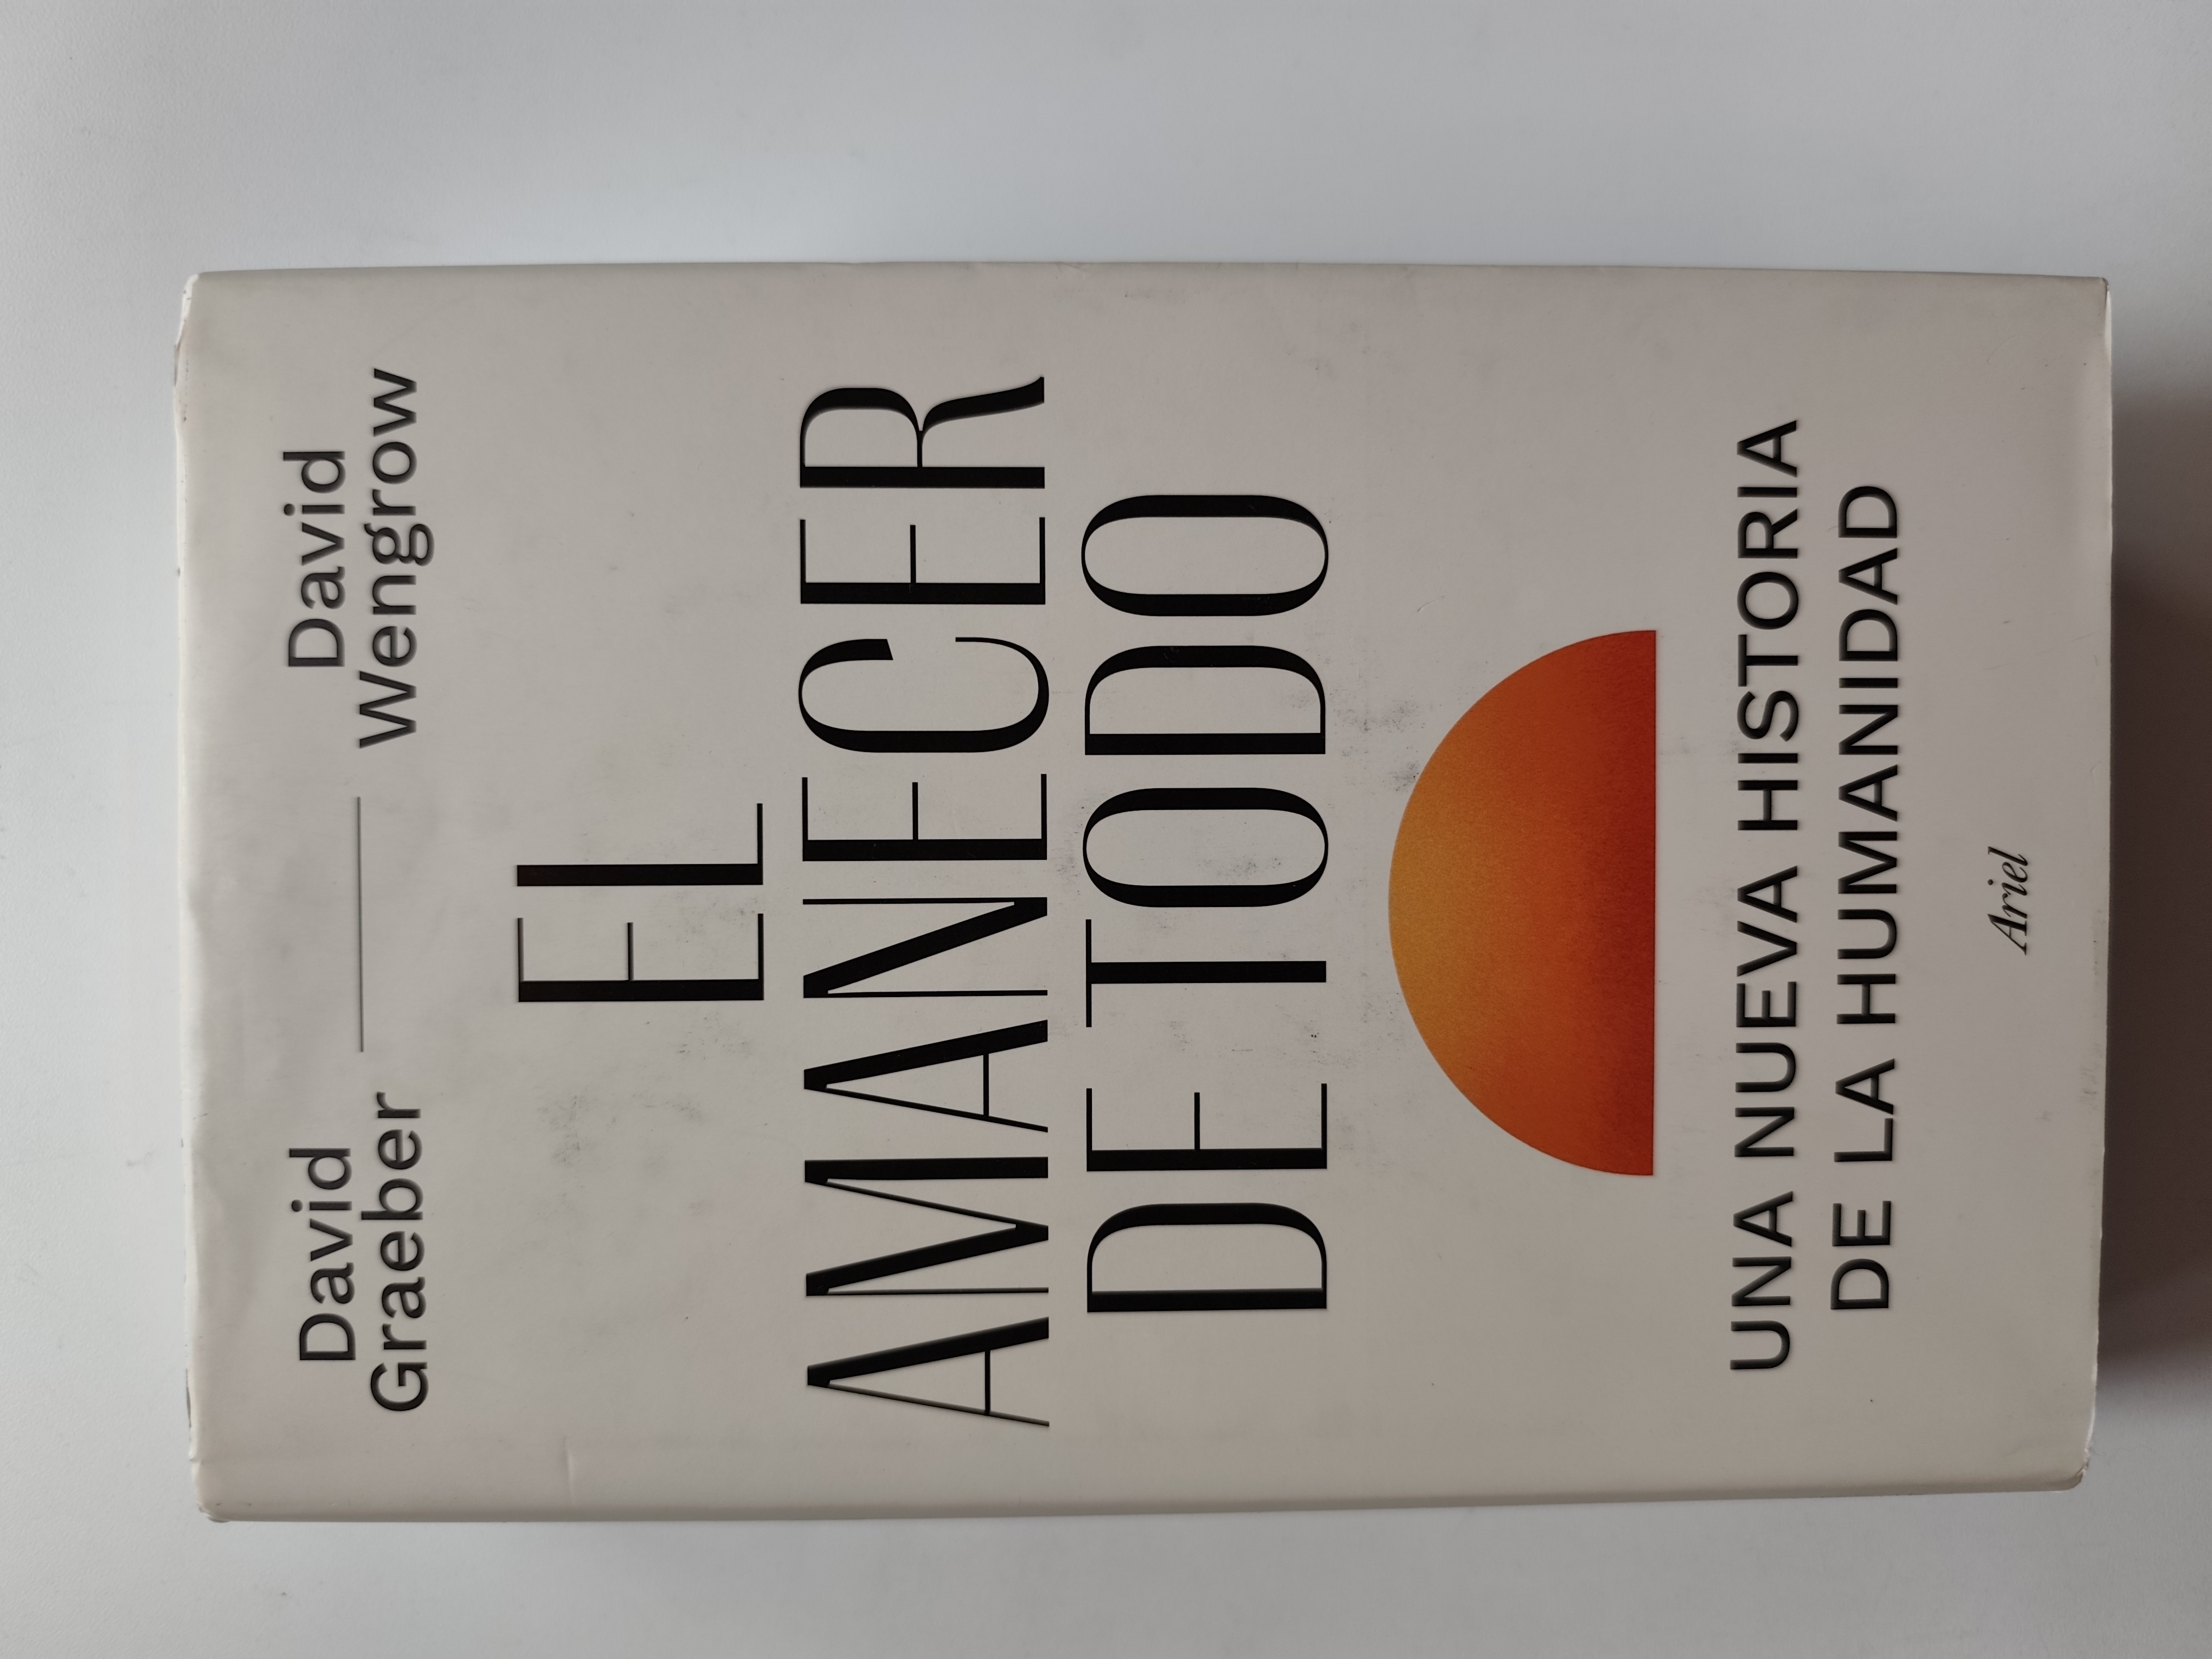 David
Graeber
David
Wengrow
EL
AMANECER
DE TODO
UNA NUEVA HISTORIA
DE LA HUMANIDAD
Ariel